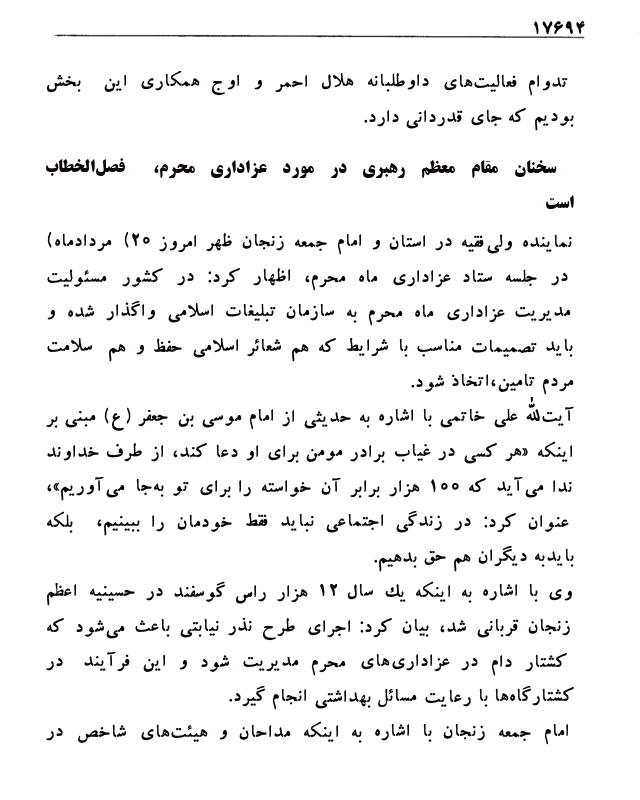 ۱۷۶۹۴
تدوام فعالیت‌های داوطلبانه هلال احمر و اوج همکاری این بخش
بودیم که جای قدردانی دارد.
سخنان مقام معظم رهبری در مورد عزاداری محرم، فصل‌الخطاب
است
نماینده ولی‌فقیه در استان و امام جمعه زنجان ظهر امروز ۲۵) مردادماه)
در جلسه ستاد عزاداری ماه محرم، اظهار کرد: در کشور مسئولیت
مدیریت عزاداری ماه محرم به سازمان تبلیغات اسلامی واگذار شده و
باید تصمیمات مناسب با شرایط که هم شعائر اسلامی حفظ و هم سلامت
مردم تامین،اتخاذ شود.
آیت‌الله علی خاتمی با اشاره به حدیثی از امام موسی بن جعفر (ع) مبنی بر
اینکه «هر کسی در غیاب برادر مومن برای او دعا کند، از طرف خداوند
ندا می‌آید که ۱۵۵ هزار برابر آن خواسته را برای تو به‌جا می‌آوریم»،
عنوان کرد: در زندگی اجتماعی نباید فقط خودمان را ببینیم، بلکه
بایدبه دیگران هم حق بدهیم.
وی با اشاره به اینکه یك سال ۱۲ هزار راس گوسفند در حسینیه اعظم
زنجان قربانی شد، بیان کرد: اجرای طرح نذر نیابتی باعث می‌شود که
کشتار دام در عزاداری‌های محرم مدیریت شود و این فرآیند در
کشتارگاه‌ها با رعایت مسائل بهداشتی انجام گیرد.
امام جمعه زنجان با اشاره به اینکه مداحان و هیئت‌های شاخص در